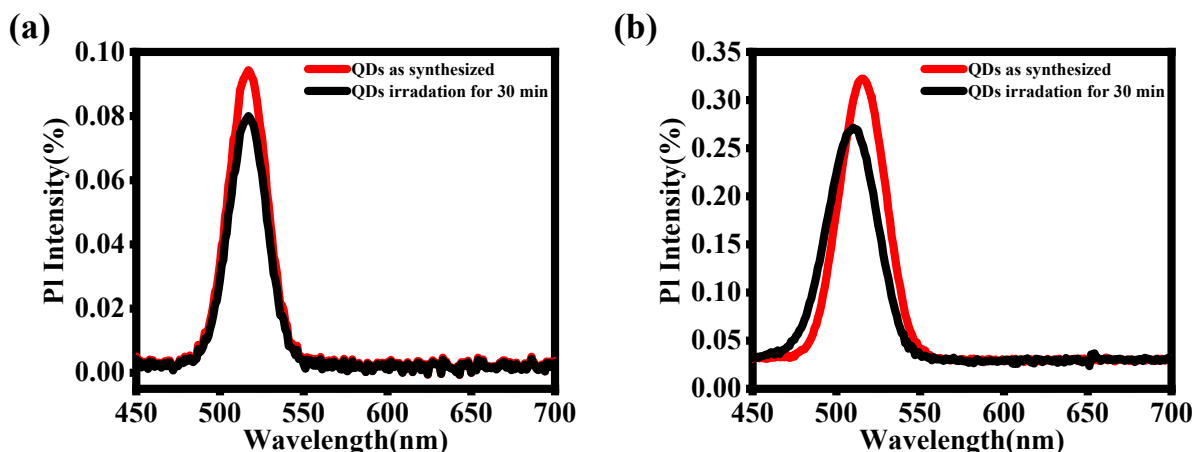 (a)
0.10
0.08
0.06
0.04
0.02
0.00
Pl Intensity(%)
QDs as synthesized
QDs irradation for 30 min
450 500 550 600 650 700
Wavelength(nm)
(b)
0.35
0.30
0.25
0.20
0.15
0.10
0.05
0.00
Pl Intensity(%)
QDs as synthesized
QDs irradation for 30 min
450 500 550 600 650 700
Wavelength(nm)